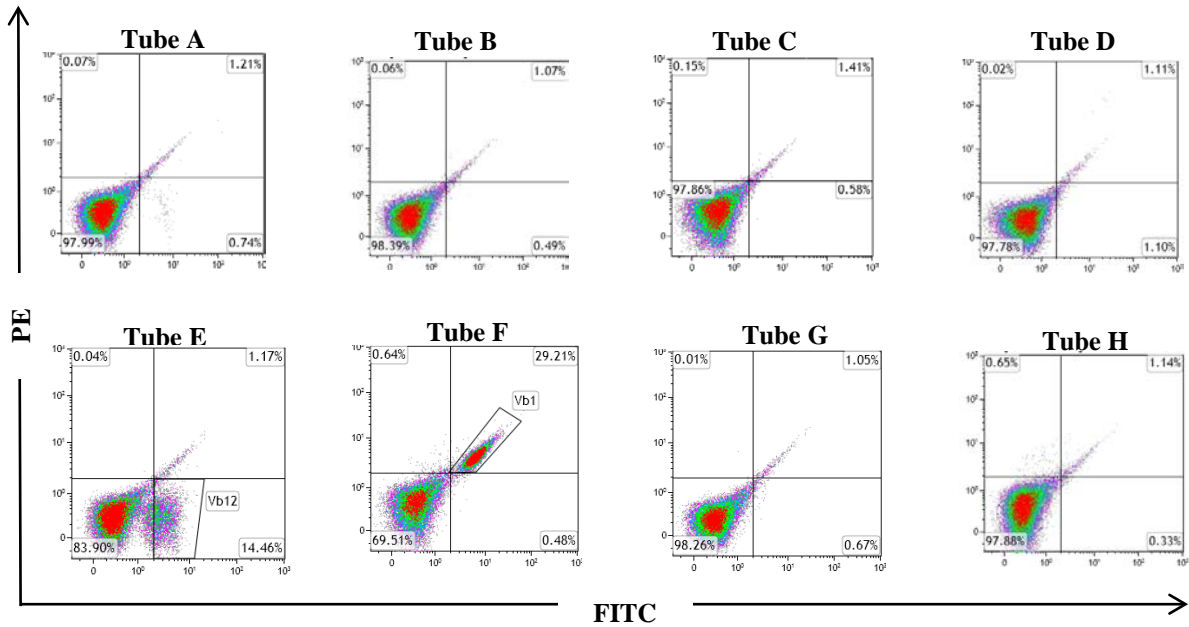 Tube A
Tube B
Tube C
Tube D
0.07%
1.21%
97.99%
0.74%
0.06%
1.07%
98.39%
0.49%
0.15%
1.41%
97.86%
0.58%
0.02%
1.11%
97.78%
1.10%
PE
Tube E
Tube F
Tube G
Tube H
0.04%
1.17%
Vb12
83.90%
14.46%
0.64%
29.21%
Vb1
69.51%
0.48%
0.01%
1.05%
98.26%
0.67%
0.65%
1.14%
97.88%
0.33%
FITC